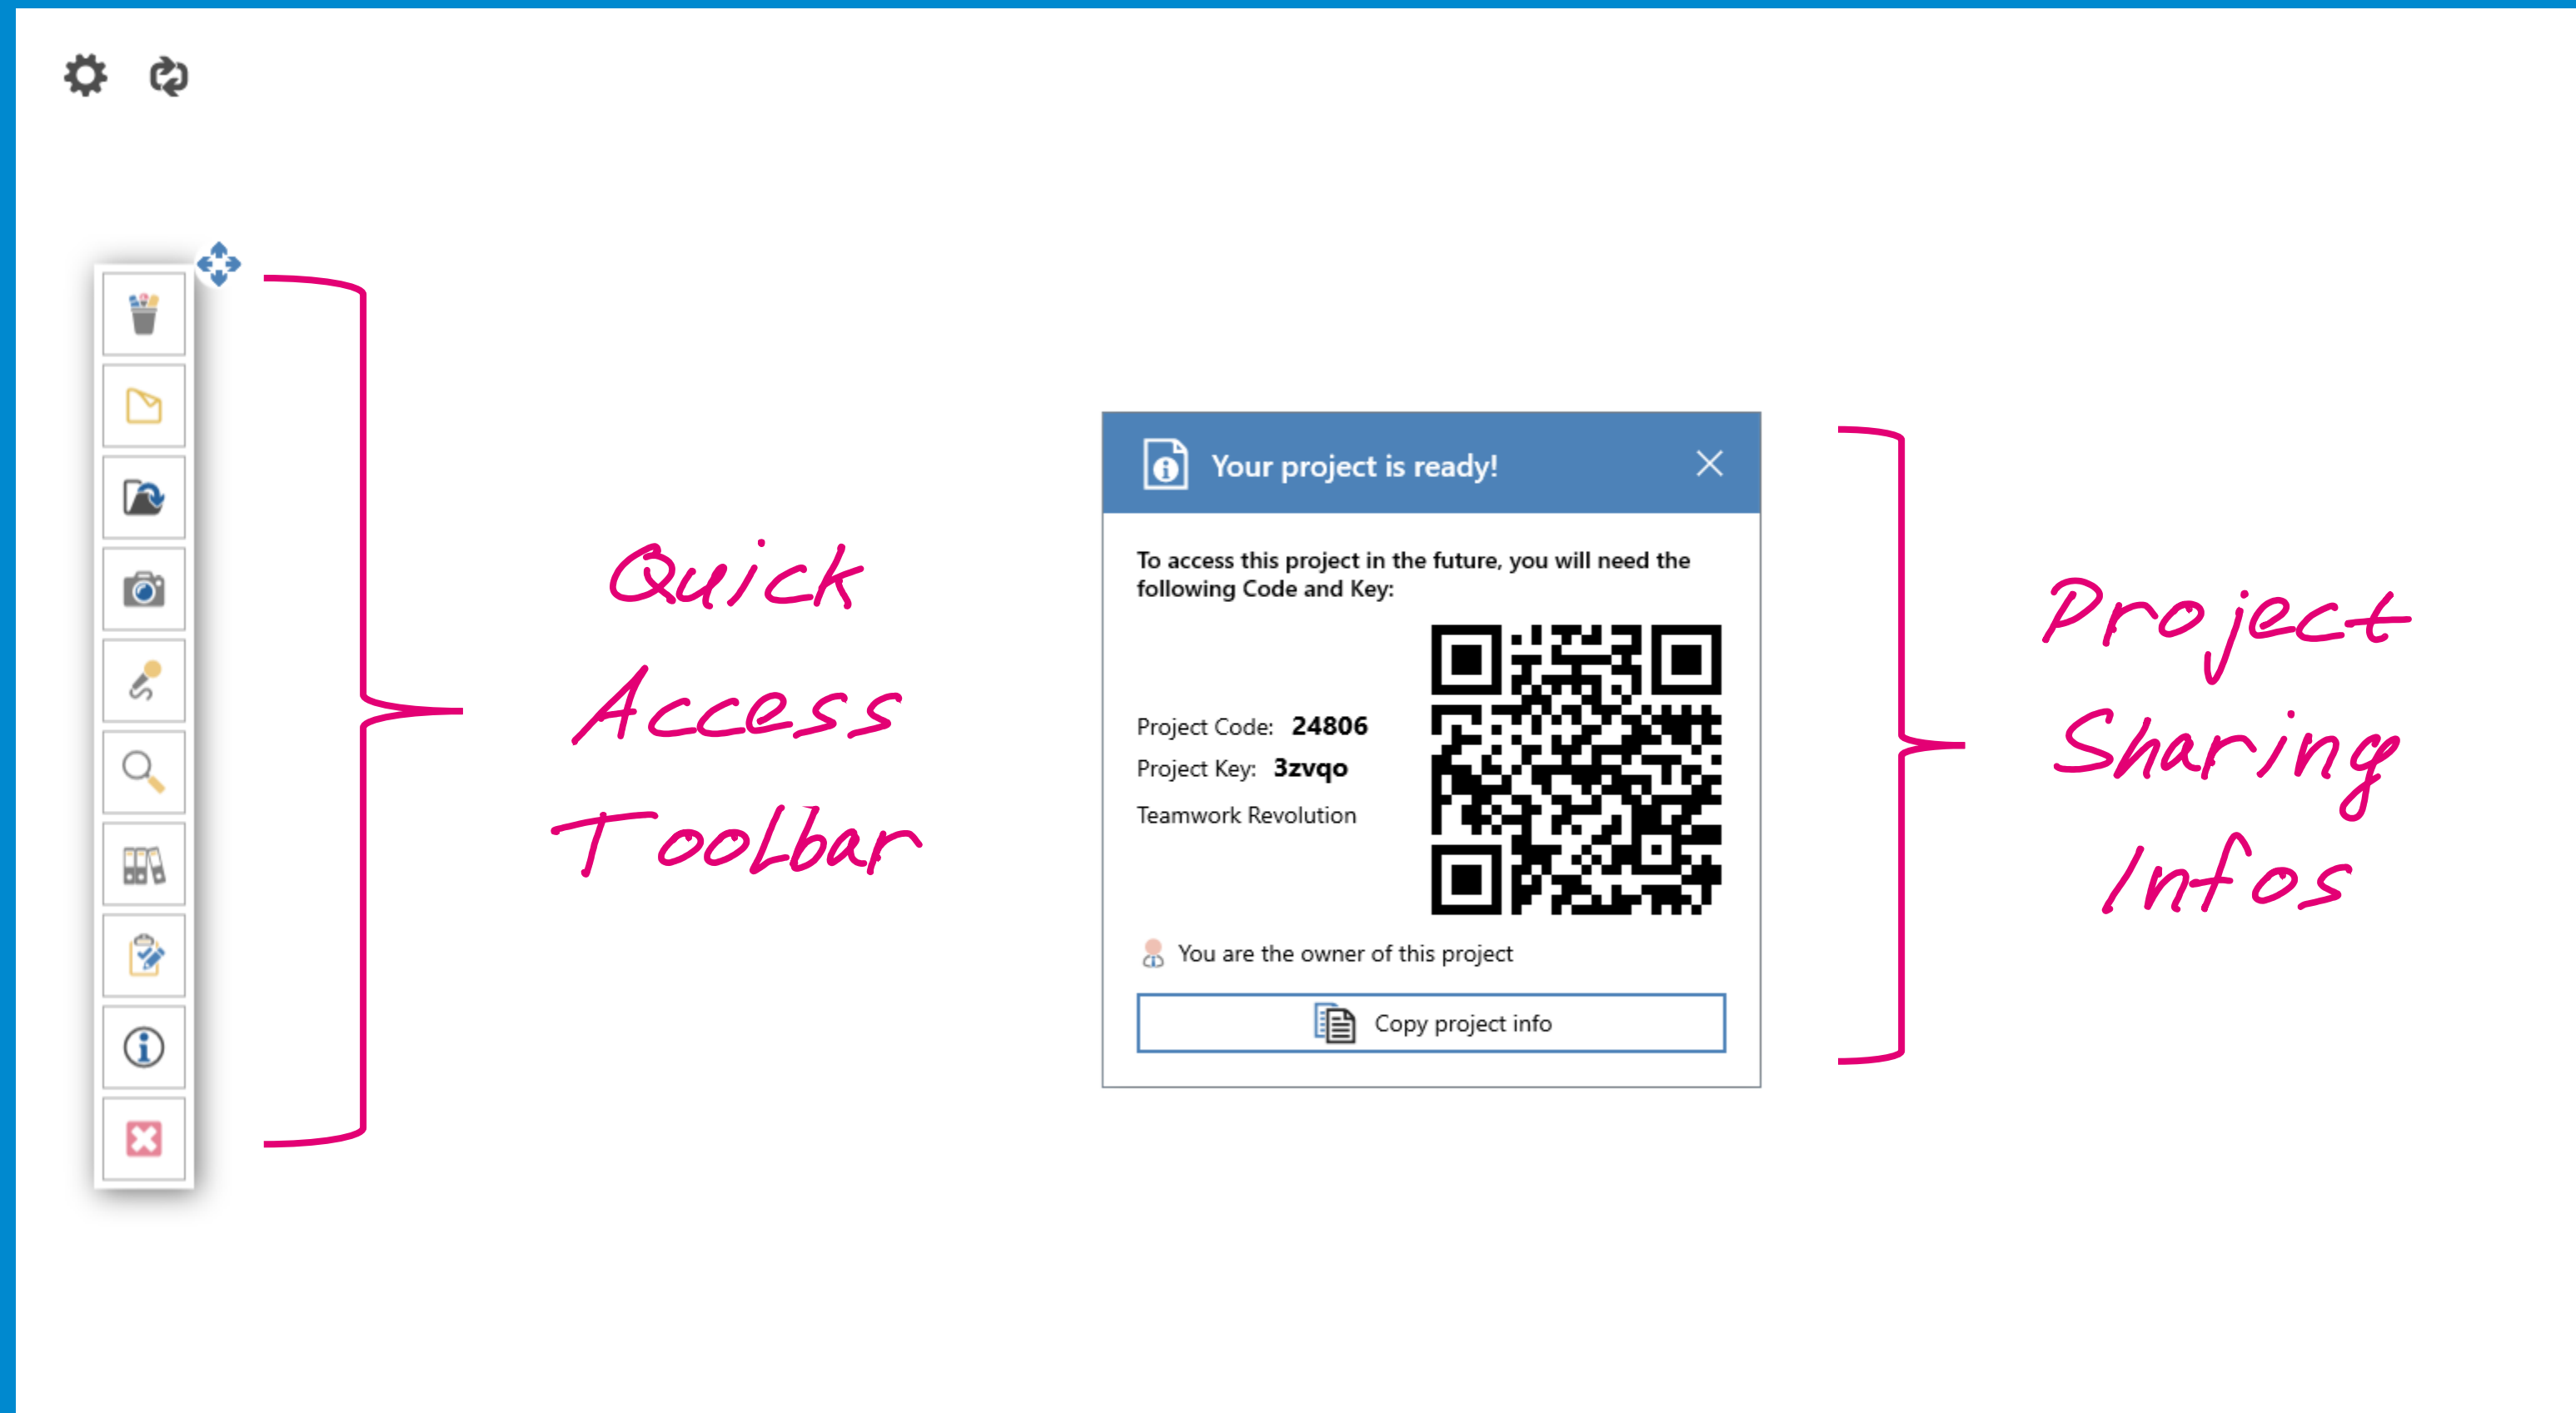 Quick
Access
Toolbar
Your project is ready!
To access this project in the future, you will need the
following Code and Key:
Project Code: 24806
Project Key: 3zvqo
Teamwork Revolution
You are the owner of this project
Copy project info
Project
Sharing
Infos